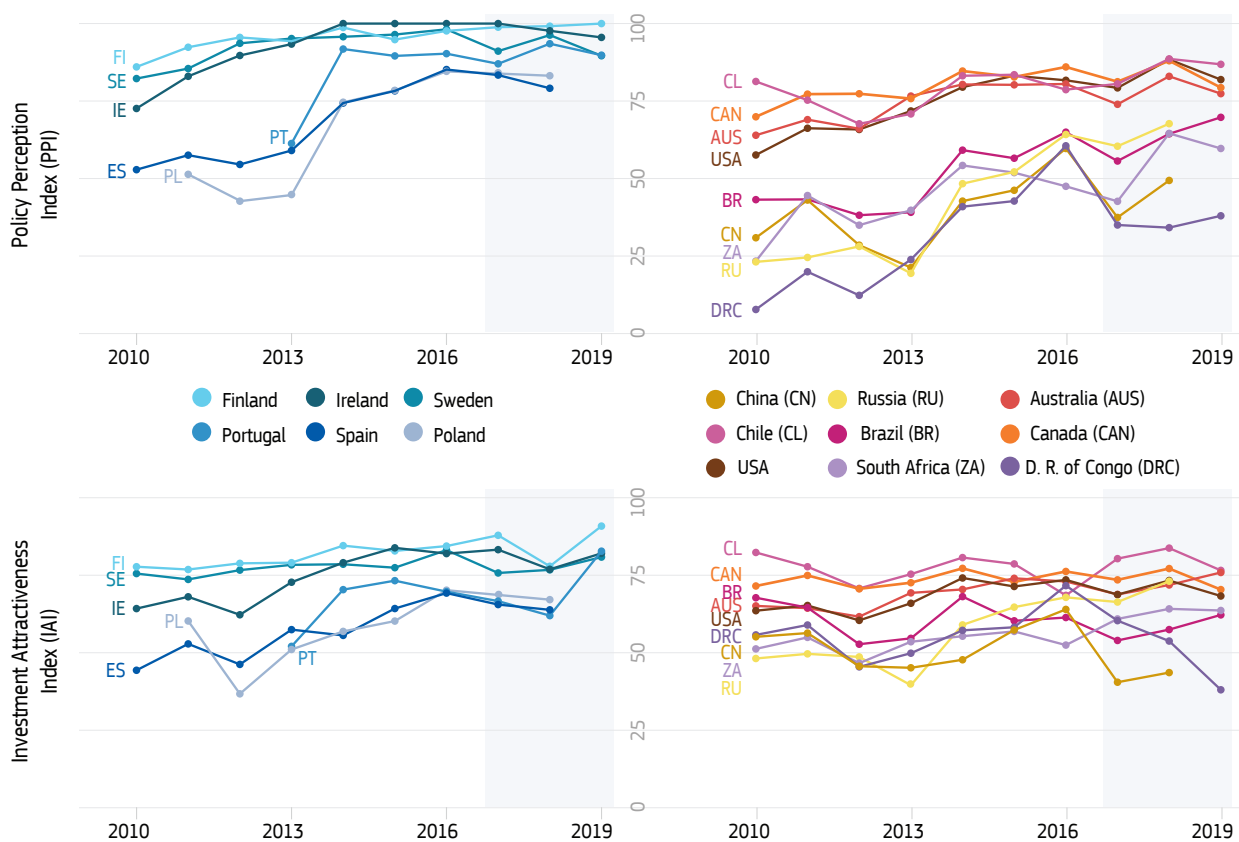 Policy Perception
Index (PPI)
FI
SE
IE
PT
ES
PL
100
75
50
25
0
CL
CAN
AUS
USA
BR
CN
ZA
RU
DRC
2010 2013 2016 2019
2010 2013 2016 2019
Finland Ireland Sweden
Portugal Spain Poland
China (CN) Russia (RU) Australia (AUS)
Chile (CL) Brazil (BR) Canada (CAN)
USA South Africa (ZA) D. R. of Congo (DRC)
Investment Attractiveness
Index (IAI)
FI
SE
IE
PL
PT
ES
100
75
50
25
0
CL
CAN
BR
AUS
USA
DRC
CN
ZA
RU
2010 2013 2016 2019
2010 2013 2016 2019